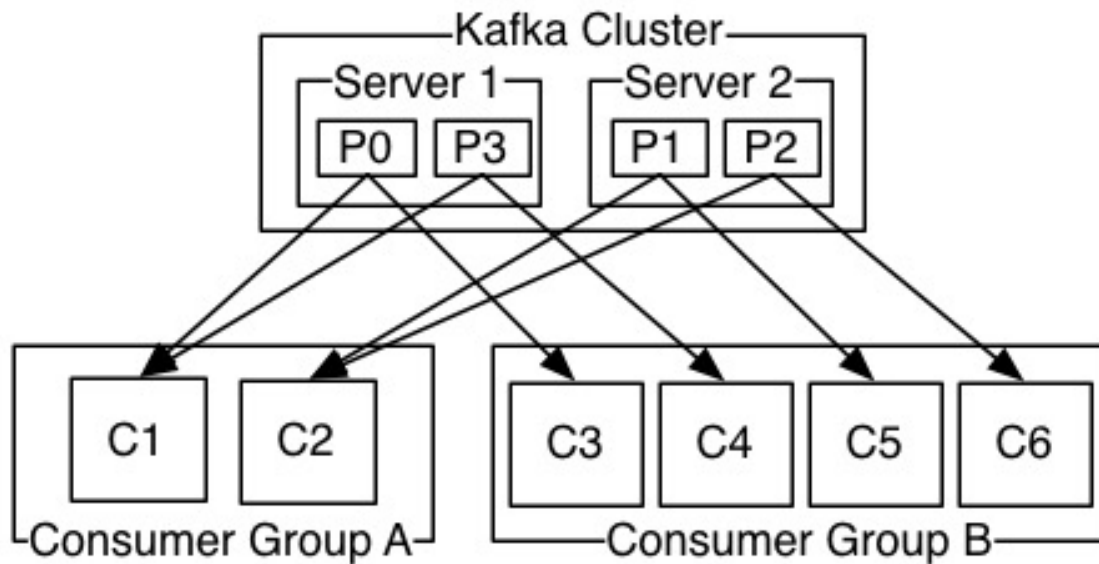 Kafka Cluster
Server 1 Server 2
P0 P3 P1 P2
C1 C2 C3 C4 C5 C6
Consumer Group A Consumer Group B